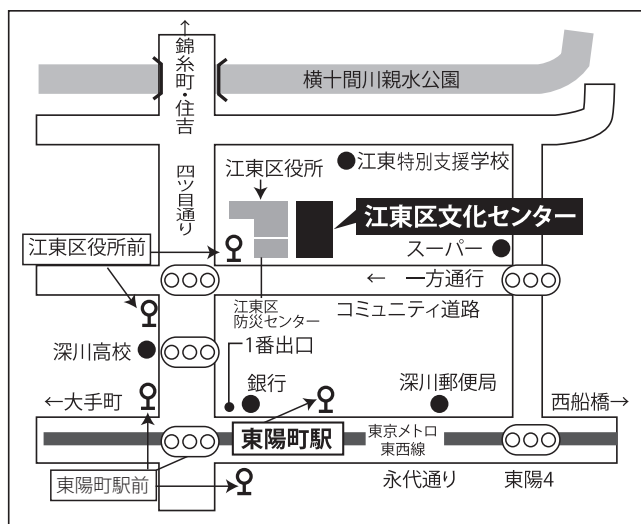 ↑錦糸町・住吉
横十間川親水公園
四ツ目通り
江東区役所
江東特別支援学校
江東区文化センター
スーパー
江東区役所前
← 一方通行
江東区
防災センター
コミュニティ道路
深川高校
1番出口
銀行
深川郵便局
←大手町
西船橋→
東陽町駅
東京メトロ
東西線
東陽町駅前
永代通り
東陽4